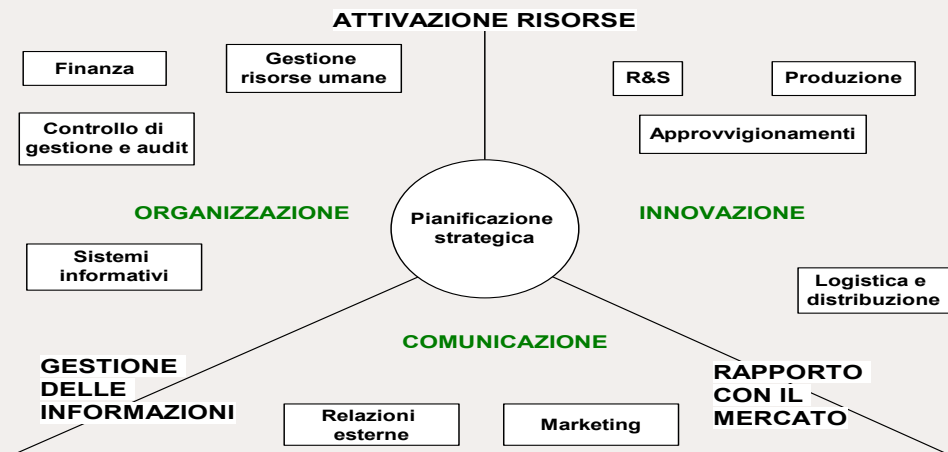 ATTIVAZIONE RISORSE
Finanza
Gestione
risorse umane
R&S
Produzione
Controllo di
gestione e audit
Approvvigionamenti
ORGANIZZAZIONE
Pianificazione
strategica
INNOVAZIONE
Sistemi
informativi
Logistica e
distribuzione
COMUNICAZIONE
GESTIONE
DELLE
INFORMAZIONI
RAPPORTO
CON IL
MERCATO
Relazioni
esterne
Marketing